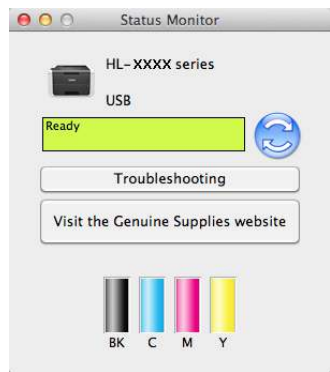 Status Monitor
HL-XXXX series
USB
Ready
Troubleshooting
Visit the Genuine Supplies website
BK C M Y